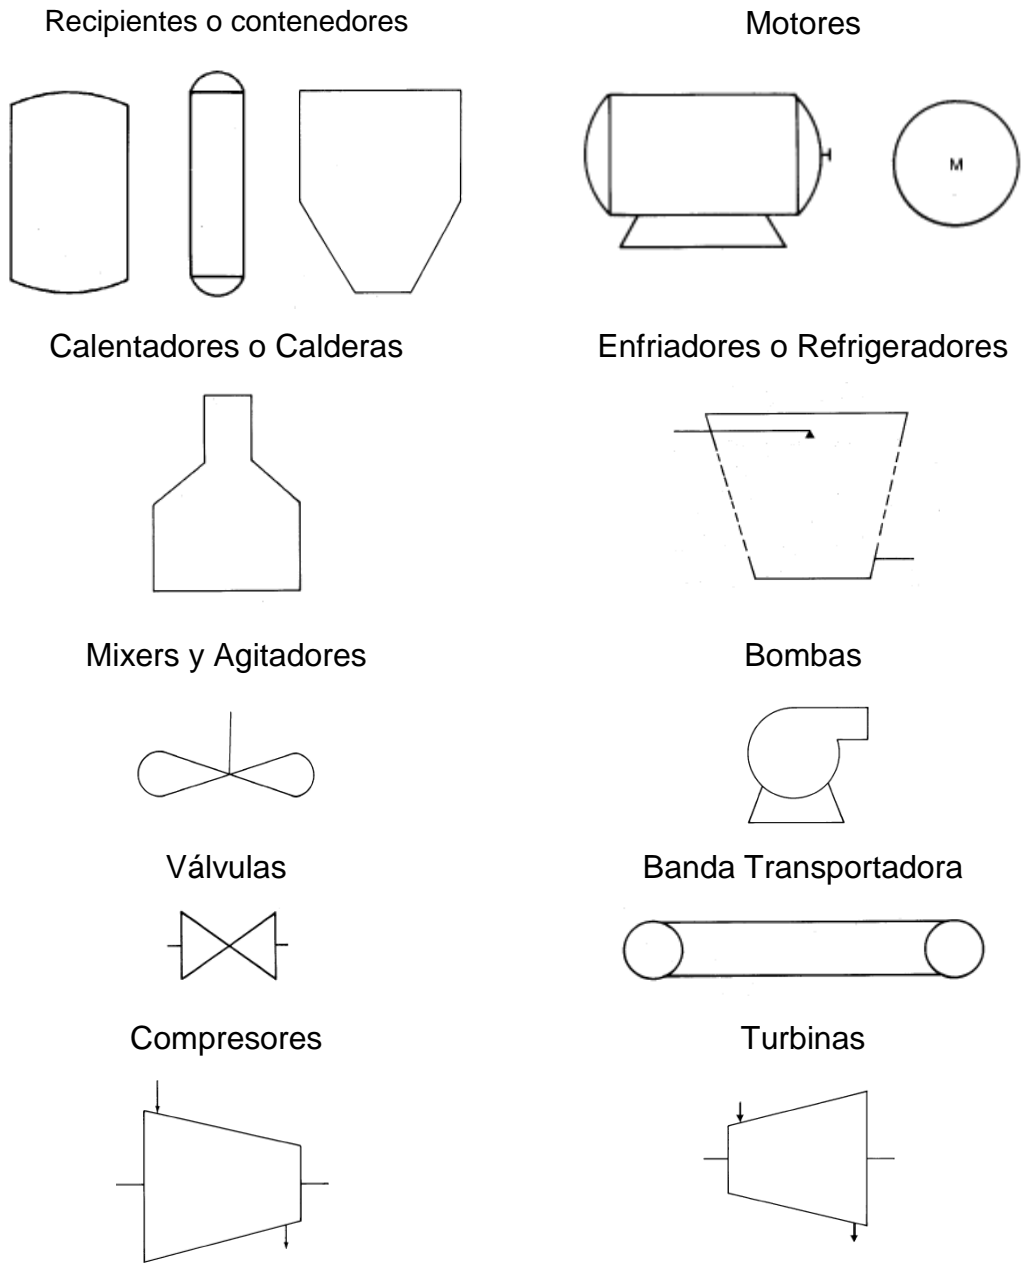 Recipientes o contenedores
Motores
M
Calentadores o Calderas
Enfriadores o Refrigeradores
Mixers y Agitadores
Bombas
Válvulas
Banda Transportadora
Compresores
Turbinas